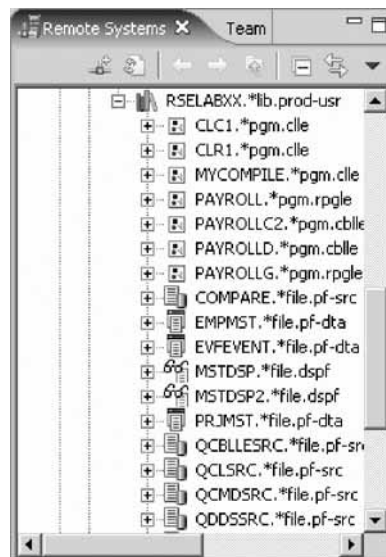 Remote Systems Team
RSELABXX.*lib.prod-usr
CLC1.*pgm.clle
CLR1.*pgm.clle
MYCOMPILE.*pgm.clle
PAYROLL.*pgm.rpgle
PAYROLLC2.*pgm.cblle
PAYROLLD.*pgm.cblle
PAYROLLG.*pgm.rpgle
COMPARE.*file.pf-src
EMPMST.*file.pf-dta
EVFEVENT.*file.pf-dta
MSTDSP.*file.dspf
MSTDSP2.*file.dspf
PRJMST.*file.pf-dta
QCBLLESRC.*file.pf-sr
QCLSRC.*file.pf-src
QCMDSRC.*file.pf-src
QDDSSRC.*file.pf-src